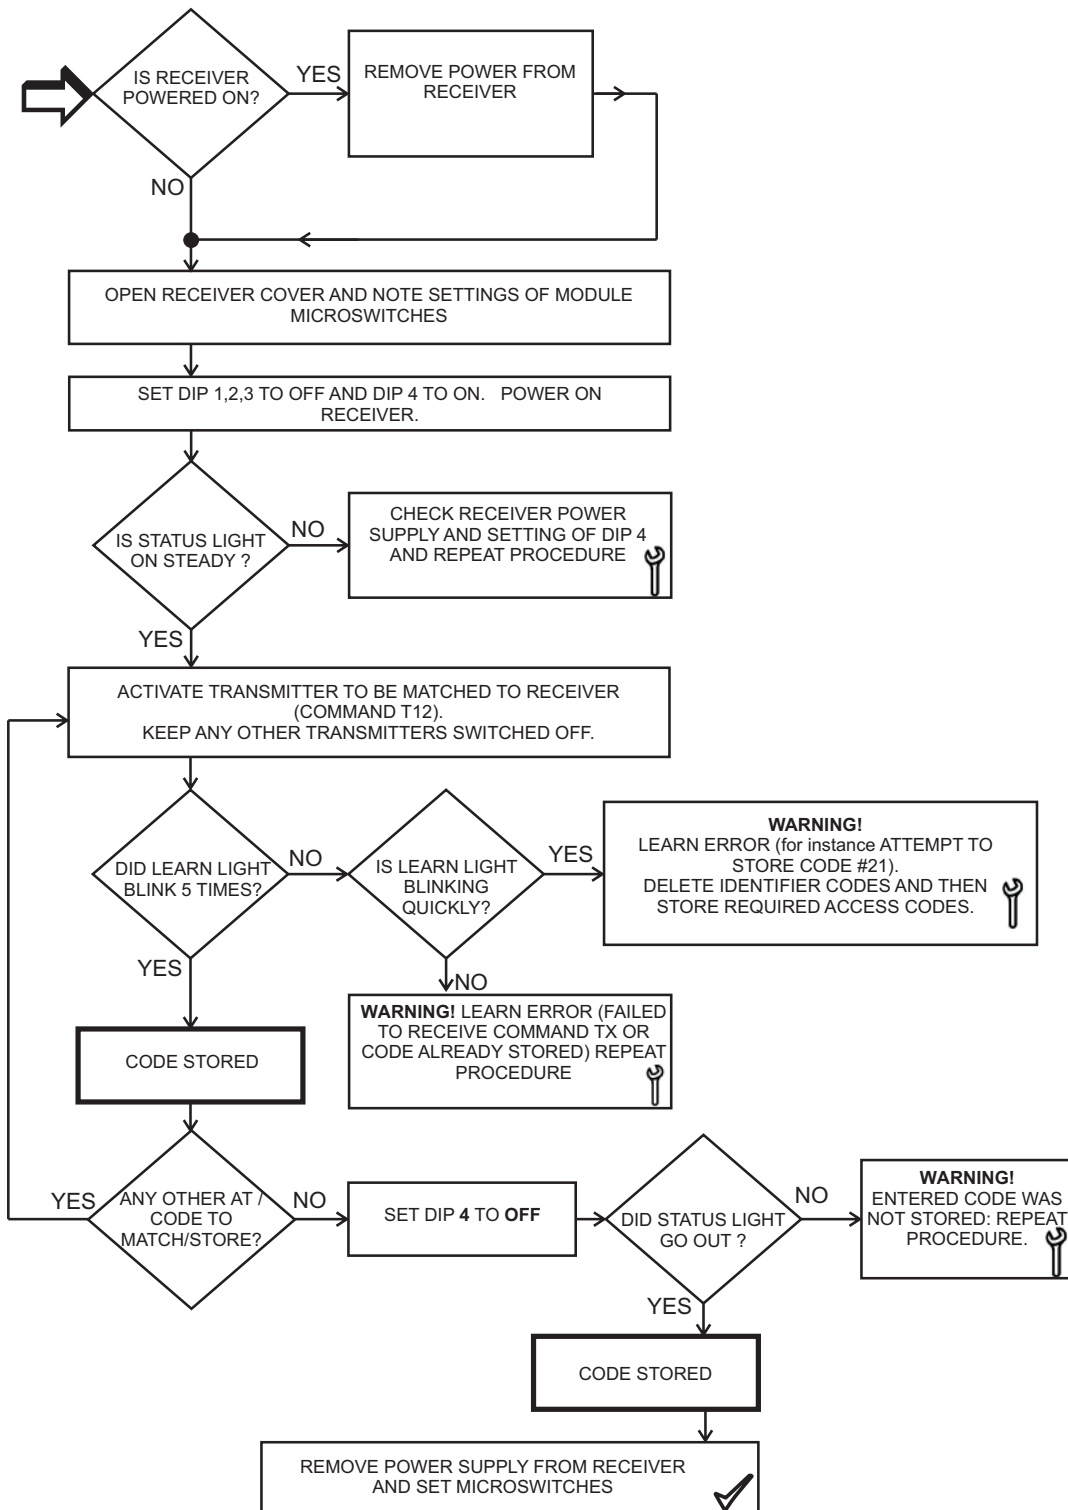 IS RECEIVER
POWERED ON?
YES
REMOVE POWER FROM
RECEIVER
NO
OPEN RECEIVER COVER AND NOTE SETTINGS OF MODULE
MICROSWITCHES
SET DIP 1,2,3 TO OFF AND DIP 4 TO ON. POWER ON
RECEIVER.
IS STATUS LIGHT
ON STEADY ?
NO
CHECK RECEIVER POWER
SUPPLY AND SETTING OF DIP 4
AND REPEAT PROCEDURE
YES
ACTIVATE TRANSMITTER TO BE MATCHED TO RECEIVER
(COMMAND T12).
KEEP ANY OTHER TRANSMITTERS SWITCHED OFF.
DID LEARN LIGHT
BLINK 5 TIMES?
NO
IS LEARN LIGHT
BLINKING
QUICKLY?
YES
WARNING!
LEARN ERROR (for instance ATTEMPT TO
STORE CODE #21).
DELETE IDENTIFIER CODES AND THEN
STORE REQUIRED ACCESS CODES.
YES
NO
WARNING! LEARN ERROR (FAILED
TO RECEIVE COMMAND TX OR
CODE ALREADY STORED) REPEAT
PROCEDURE
CODE STORED
YES
ANY OTHER AT /
CODE TO
MATCH/STORE?
NO
SET DIP 4 TO OFF
DID STATUS LIGHT
GO OUT ?
NO
WARNING!
ENTERED CODE WAS
NOT STORED: REPEAT
PROCEDURE.
YES
CODE STORED
REMOVE POWER SUPPLY FROM RECEIVER
AND SET MICROSWITCHES